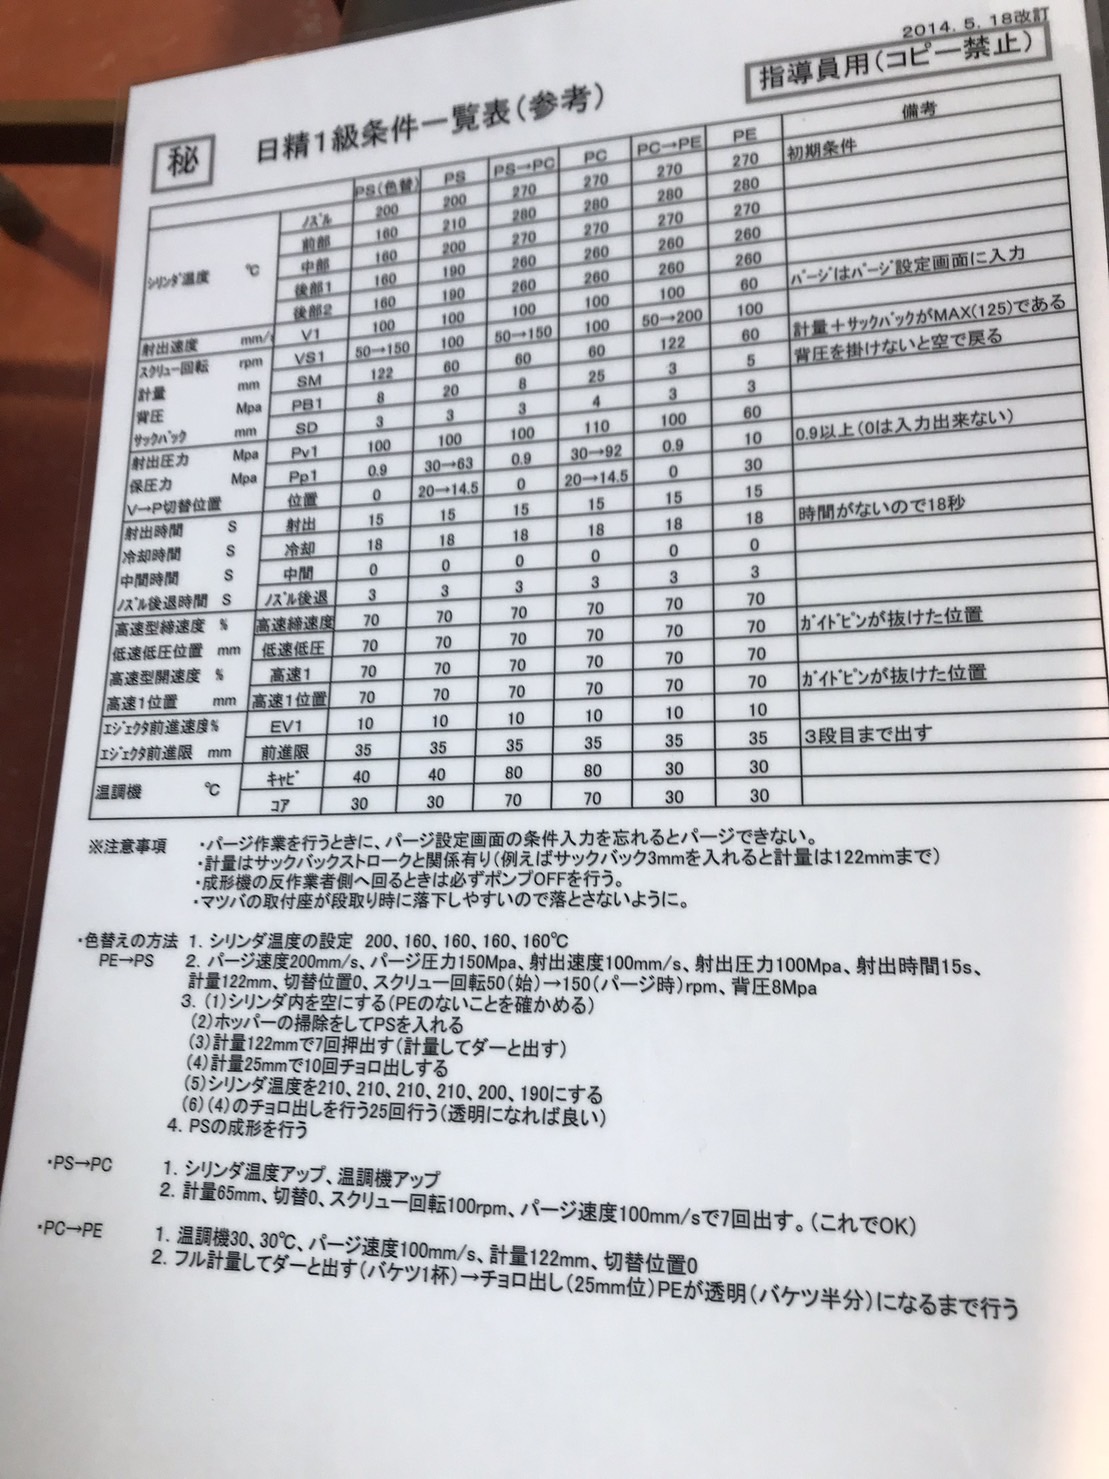 2014.5.18改訂
指導員用(コピー禁止)
秘 日精1級条件一覧表(参考)
PS(色替) PS PS→PC PC PC→PE PE 備考
シリンダ温度 ℃ ノズル 200 200 270 270 270 270 初期条件
前部 160 210 280 280 280 280
中部 160 200 270 270 270 270
後部1 160 190 260 260 260 260
後部2 160 190 260 260 260 260
射出速度 mm/s V1 100 100 100 100 100 60 パージはパージ設定画面に入力
スクリュー回転 rpm VS1 50→150 100 50→150 100 50→200 100
計量 mm SM 122 60 60 60 122 60 計量+サックバックがMAX(125)である
背圧 Mpa PB1 8 20 8 25 3 5 背圧を掛けないと空で戻る
サックバック mm SD 3 3 3 4 3 3
射出圧力 Mpa Pv1 100 100 100 110 100 60
保圧力 Mpa Pp1 0.9 30→63 0.9 30→92 0.9 10 0.9以上(0は入力出来ない)
V→P切替位置 位置 0 20→14.5 0 20→14.5 0 30
射出時間 S 射出 15 15 15 15 15 15
冷却時間 S 冷却 18 18 18 18 18 18 時間がないので18秒
中間時間 S 中間 0 0 0 0 0 0
ノズル後退時間 S ノズル後退 3 3 3 3 3 3
高速型締速度 % 高速締速度 70 70 70 70 70 70
低速低圧位置 mm 低速低圧 70 70 70 70 70 70 ガイドピンが抜けた位置
高速型開速度 % 高速1 70 70 70 70 70 70
高速1位置 mm 高速1位置 70 70 70 70 70 70 ガイドピンが抜けた位置
エジェクタ前進速度% EV1 10 10 10 10 10 10
エジェクタ前進限 mm 前進限 35 35 35 35 35 35 3段目まで出す
温調機 ℃ キャビ 40 40 80 80 30 30
コア 30 30 70 70 30 30
※注意事項 ・パージ作業を行うときに、パージ設定画面の条件入力を忘れるとパージできない。
・計量はサックバックストロークと関係有り(例えばサックバック3mmを入れると計量は122mmまで)
・成形機の反作業者側へ回るときは必ずポンプOFFを行う。
・マツバの取付座が段取り時に落下しやすいので落とさないように。
・色替えの方法 1. シリンダ温度の設定 200、160、160、160、160℃
PE→PS 2. パージ速度200mm/s、パージ圧力150Mpa、射出速度100mm/s、射出圧力100Mpa、射出時間15s、
計量122mm、切替位置0、スクリュー回転50(始)→150(パージ時)rpm、背圧8Mpa
3. (1)シリンダ内を空にする(PEのないことを確かめる)
(2)ホッパーの掃除をしてPSを入れる
(3)計量122mmで7回押出す(計量してダーと出す)
(4)計量25mmで10回チョロ出しする
(5)シリンダ温度を210、210、210、210、200、190にする
(6)(4)のチョロ出しを行う25回行う(透明になれば良い)
4. PSの成形を行う
・PS→PC 1. シリンダ温度アップ、温調機アップ
2. 計量65mm、切替0、スクリュー回転100rpm、パージ速度100mm/sで7回出す。(これでOK)
・PC→PE 1. 温調機30、30℃、パージ速度100mm/s、計量122mm、切替位置0
2. フル計量してダーと出す(バケツ1杯)→チョロ出し(25mm位)PEが透明(バケツ半分)になるまで行う